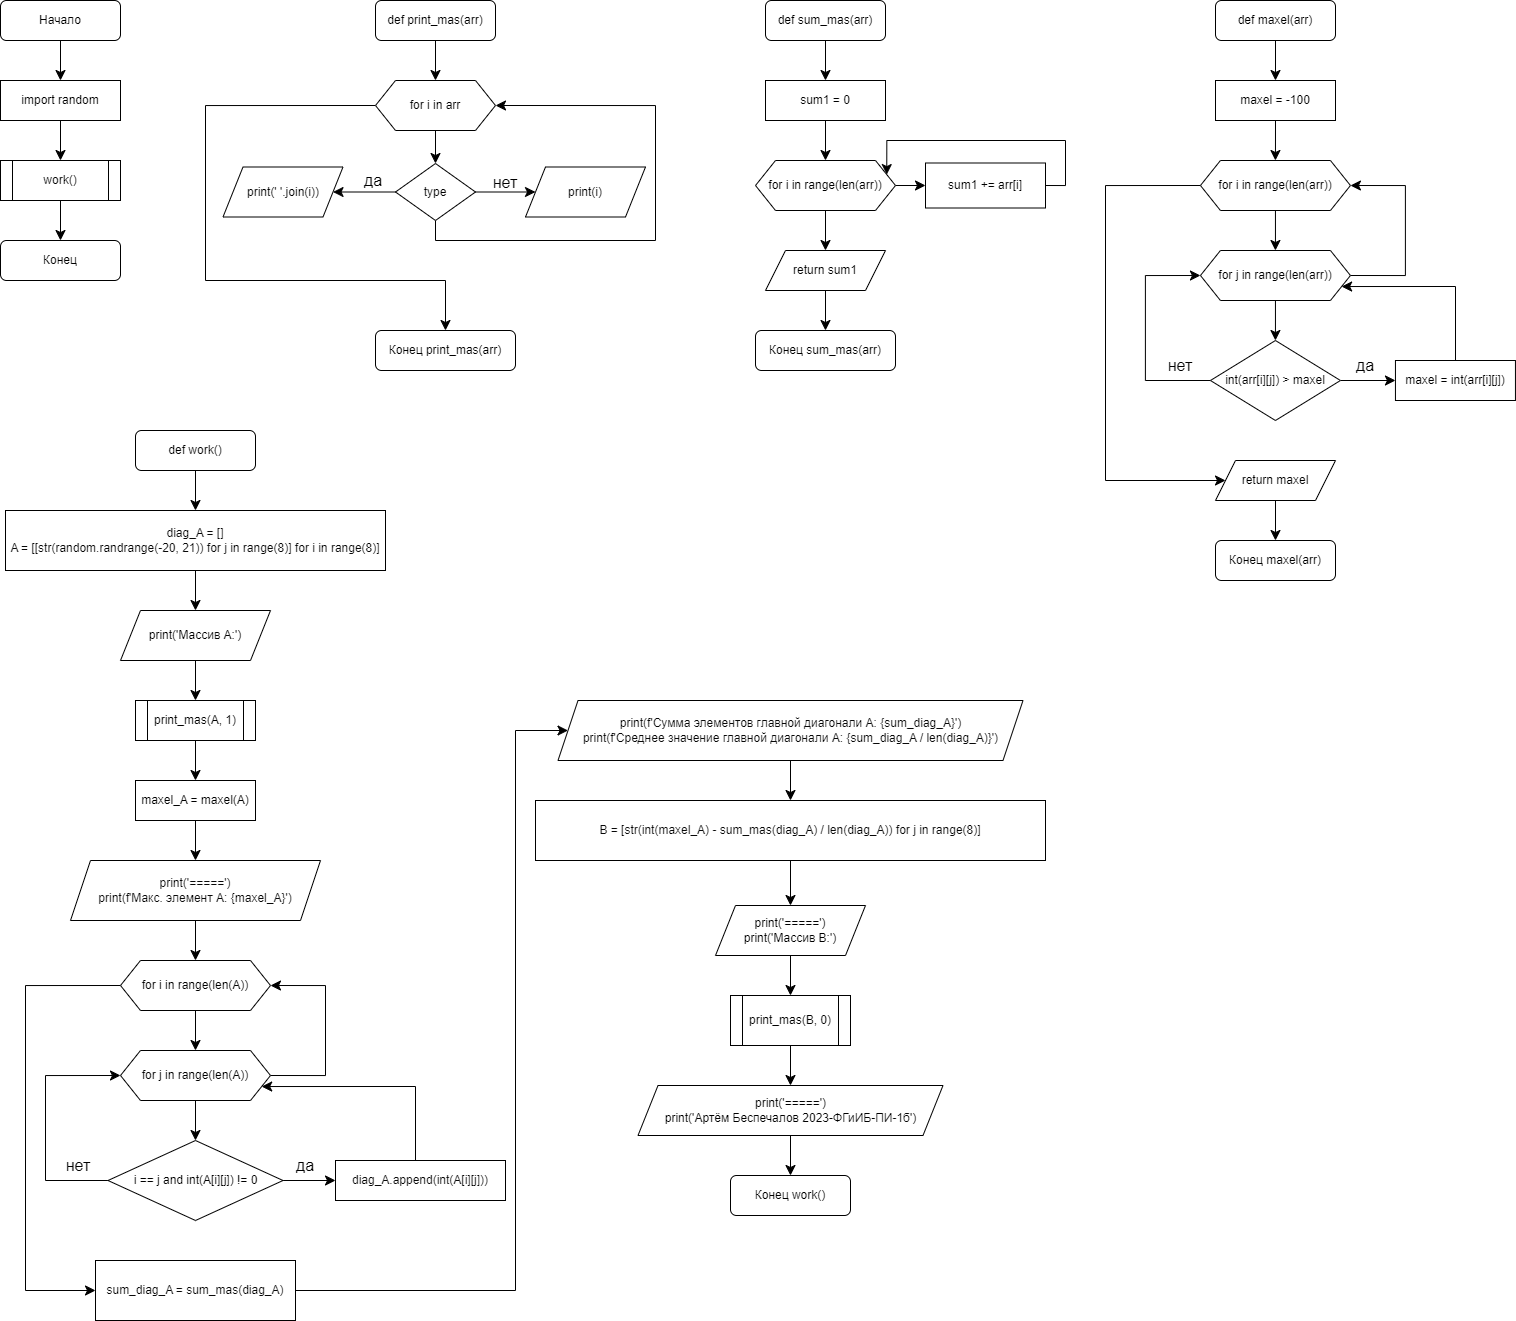 Начало
import random
work()
Конец
def print_mas(arr)
for i in arr
type
да
нет
print(' '.join(i))
print(i)
Конец print_mas(arr)
def sum_mas(arr)
sum1 = 0
for i in range(len(arr))
sum1 += arr[i]
return sum1
Конец sum_mas(arr)
def maxel(arr)
maxel = -100
for i in range(len(arr))
for j in range(len(arr))
нет
int(arr[i][j]) > maxel
да
maxel = int(arr[i][j])
return maxel
Конец maxel(arr)
def work()
diag_A = []
A = [[str(random.randrange(-20, 21)) for j in range(8)] for i in range(8)]
print('Массив A:')
print_mas(A, 1)
maxel_A = maxel(A)
print('=====')
print(f'Макс. элемент A: {maxel_A}')
for i in range(len(A))
for j in range(len(A))
нет
i == j and int(A[i][j]) != 0
да
diag_A.append(int(A[i][j]))
sum_diag_A = sum_mas(diag_A)
print(f'Сумма элементов главной диагонали A: {sum_diag_A}')
print(f'Среднее значение главной диагонали A: {sum_diag_A / len(diag_A)}')
B = [str(int(maxel_A) - sum_mas(diag_A) / len(diag_A)) for j in range(8)]
print('=====')
print('Массив B:')
print_mas(B, 0)
print('=====')
print('Артём Беспечалов 2023-ФГиИБ-ПИ-1б')
Конец work()